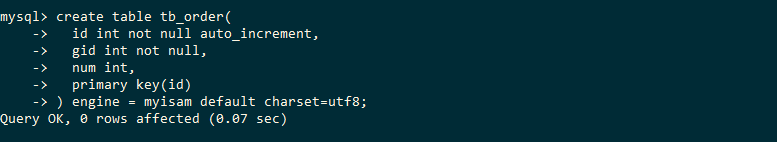 mysql> create table tb_order(
    ->   id int not null auto_increment,
    ->   gid int not null,
    ->   num int,
    ->   primary key(id)
    -> ) engine = myisam default charset=utf8;
Query OK, 0 rows affected (0.07 sec)